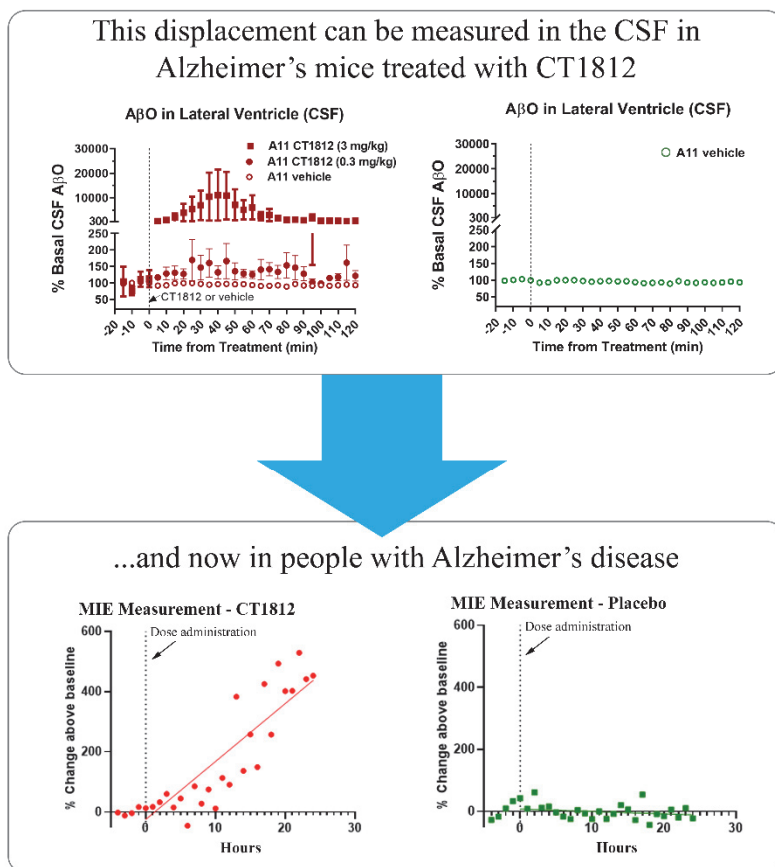 This displacement can be measured in the CSF in
Alzheimer's mice treated with CT1812
AβO in Lateral Ventricle (CSF)
% Basal CSF AβO
30000
20000
10000
300
250
200
150
100
50
A11 CT1812 (3 mg/kg)
A11 CT1812 (0.3 mg/kg)
A11 vehicle
CT1812 or vehicle
-20
-10
0
10
20
30
40
50
60
70
80
90
100
110
120
Time from Treatment (min)
AβO in Lateral Ventricle (CSF)
% Basal CSF AβO
30000
20000
10000
300
250
200
150
100
50
A11 vehicle
-20
-10
0
10
20
30
40
50
60
70
80
90
100
110
120
Time from Treatment (min)
...and now in people with Alzheimer's disease
MIE Measurement - CT1812
% Change above baseline
600
400
200
0
Dose administration
0
10
20
30
Hours
MIE Measurement - Placebo
% Change above baseline
600
400
200
0
Dose administration
0
10
20
30
Hours